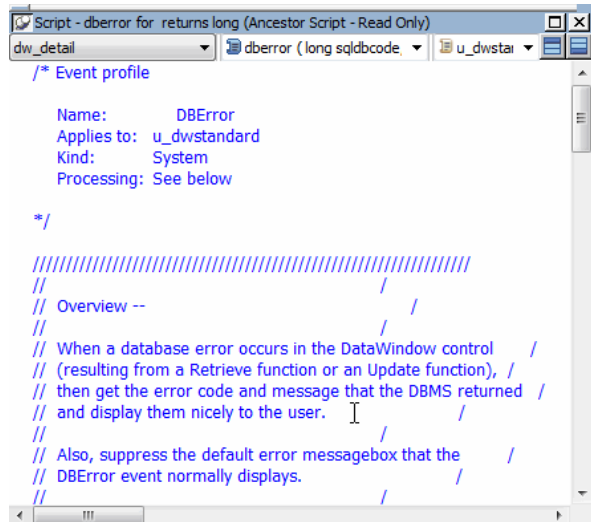 Script - dberror for returns long (Ancestor Script - Read Only)
dw_detail
dberror ( long sqldbcode,
u_dwstar
/* Event profile
Name: DBError
Applies to: u_dwstandard
Kind: System
Processing: See below
*/
//////////////////////////////////////////////////////////////////
// /
// Overview -- /
// /
// When a database error occurs in the DataWindow control /
// (resulting from a Retrieve function or an Update function), /
// then get the error code and message that the DBMS returned /
// and display them nicely to the user. /
// /
// Also, suppress the default error messagebox that the /
// DBError event normally displays. /
// /